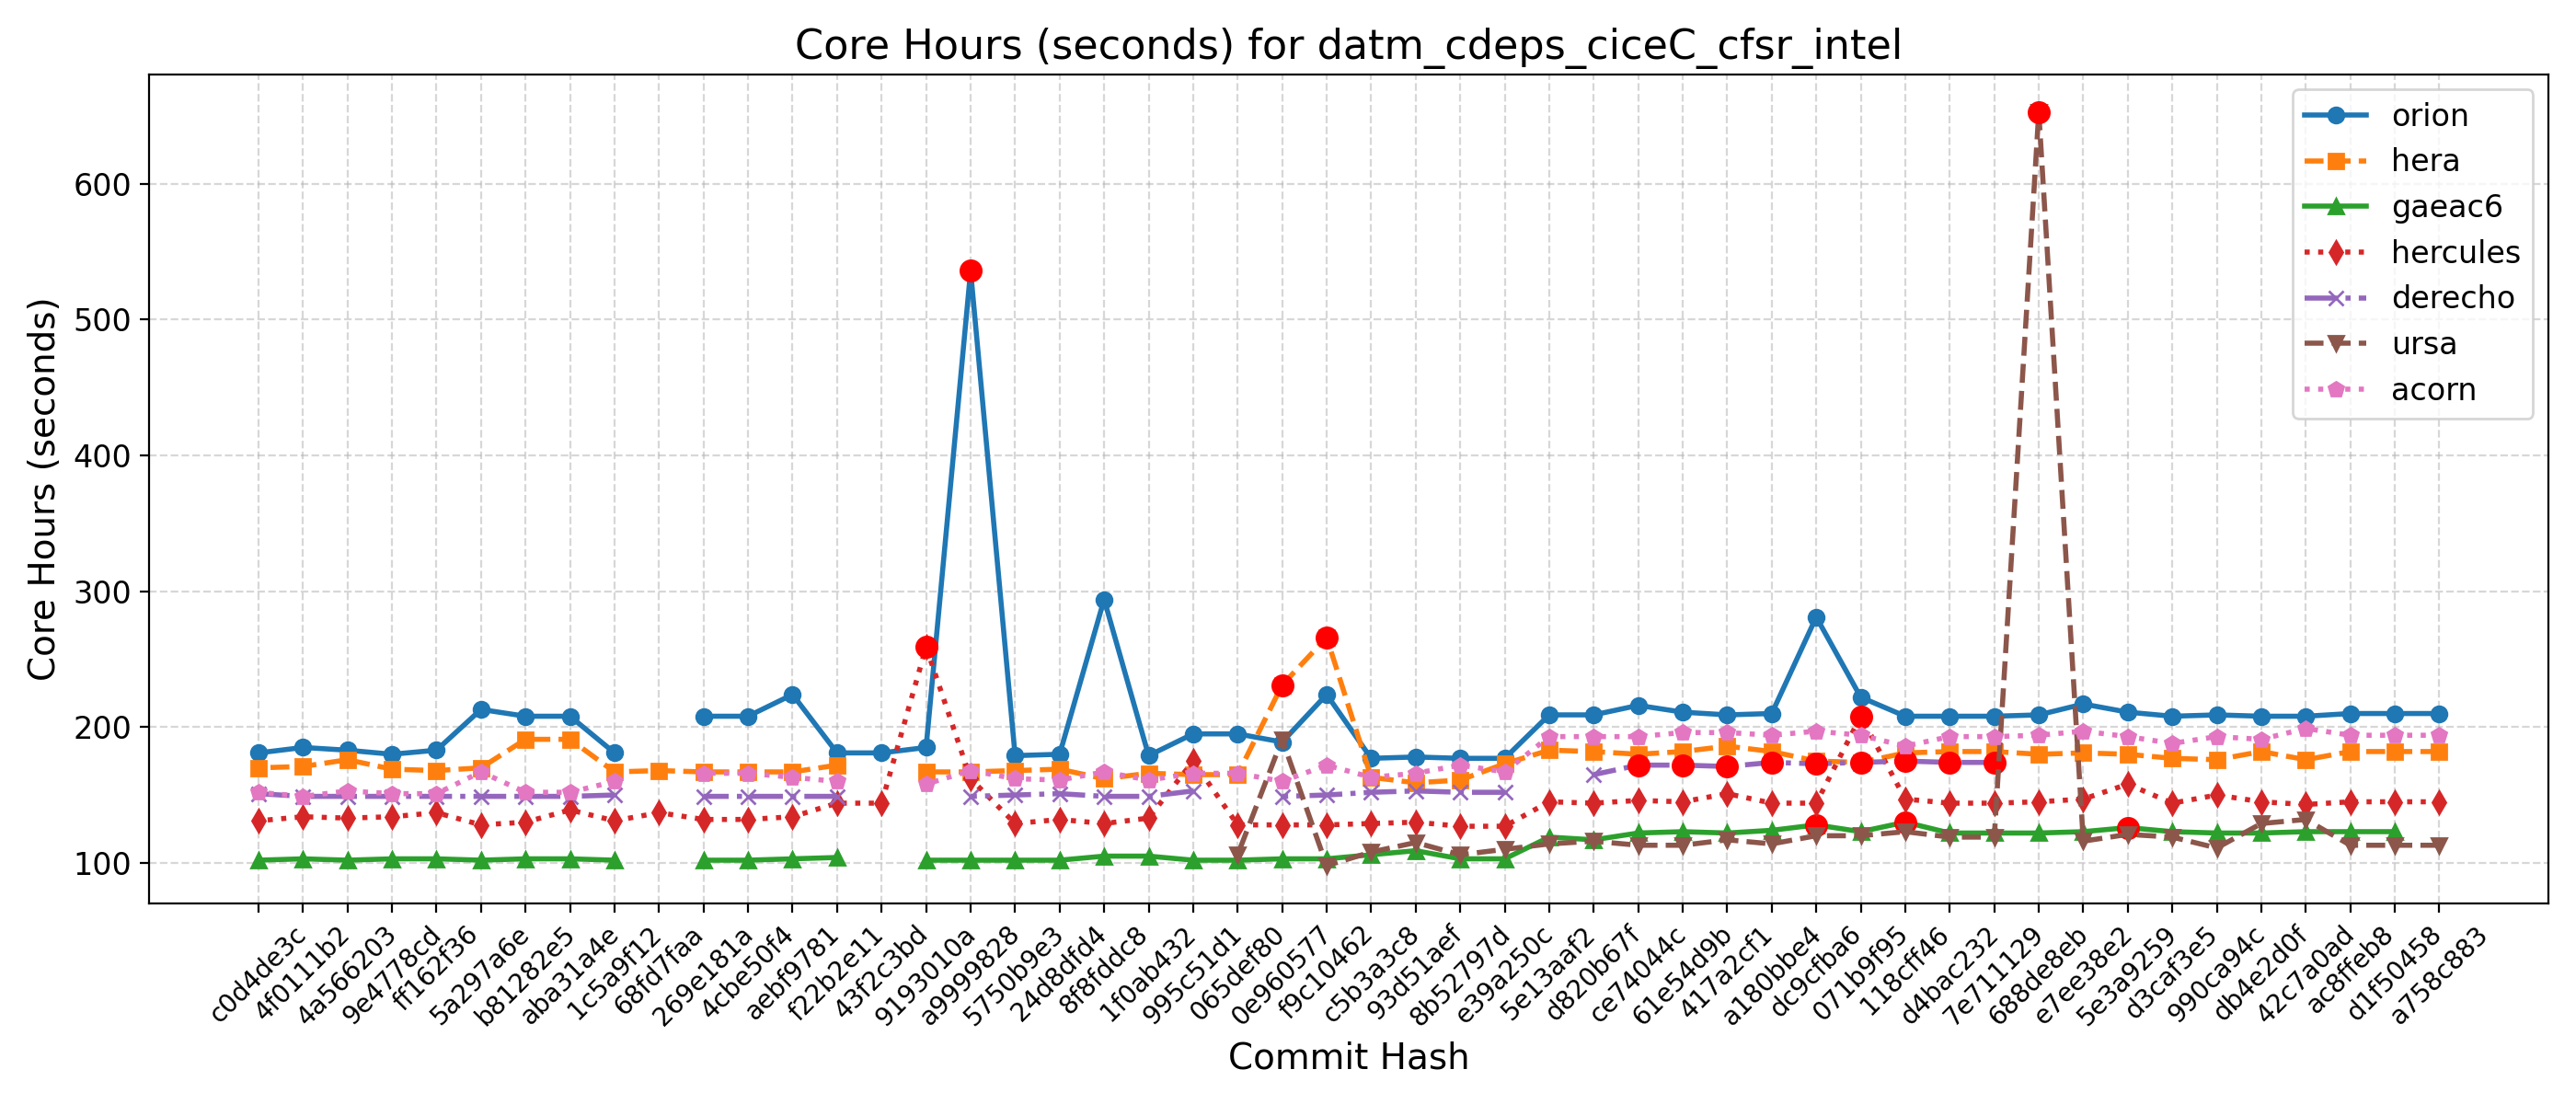 Core Hours (seconds) for datm_cdeps_ciceC_cfsr_intel
Core Hours (seconds)
600
500
400
300
200
100
orion
hera
gaeac6
hercules
derecho
ursa
acorn
c0d4de3c
4f0111b2
4a566203
9e4778cd
ff162f36
5a297a6e
b81282e5
aba31a4e
1c5a9f12
68fd7faa
269e181a
4cbe50f4
aebf9781
f22b2e11
43f2c3bd
9193010a
a9999828
5750b9e3
24d8dfd4
8f8fddc8
1f0ab432
995c51d1
065def80
0e960577
f9c10462
c5b3a3c8
93d51aef
8b52797d
e39a250c
5e13aaf2
d820b67f
ce74044c
61e54d9b
417a2cf1
a180bbe4
dc9cfba6
071b9f95
118cff46
d4bac232
7e711129
688de8eb
e7ee38e2
5e3a9259
d3caf3e5
990ca94c
db4e2d0f
42c7a0ad
ac8ffeb8
d1f50458
a758c883
Commit Hash